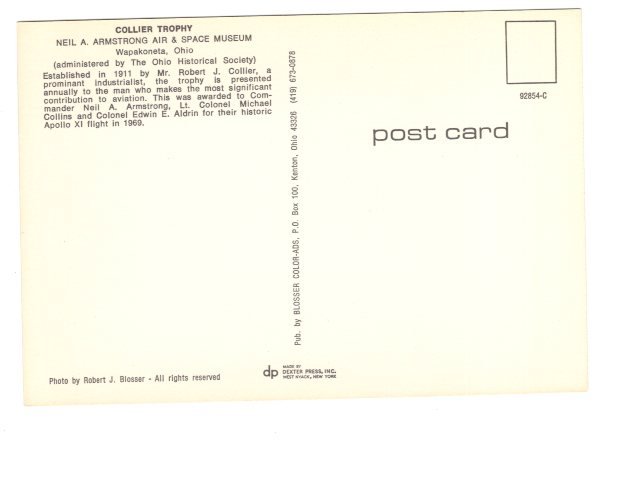 COLLIER TROPHY
NEIL A. ARMSTRONG AIR & SPACE MUSEUM
Wapakoneta, Ohio
(administered by The Ohio Historical Society)
Established in 1911 by Mr. Robert J. Collier, a
prominant industrialist, the trophy is presented
annually to the man who makes the most significant
contribution to aviation. This was awarded to Com-
mander Neil A. Armstrong, Lt. Colonel Michael
Collins and Colonel Edwin E. Aldrin for their historic
Apollo XI flight in 1969.
Photo by Robert J. Blosser - All rights reserved
Pub. by BLOSSER COLOR-ADS, P.O. Box 100, Kenton, Ohio 43326 (419) 673-0878
dp MADE BY
DEXTER PRESS, INC.
WEST NYACK, NEW YORK
92854-C
post card